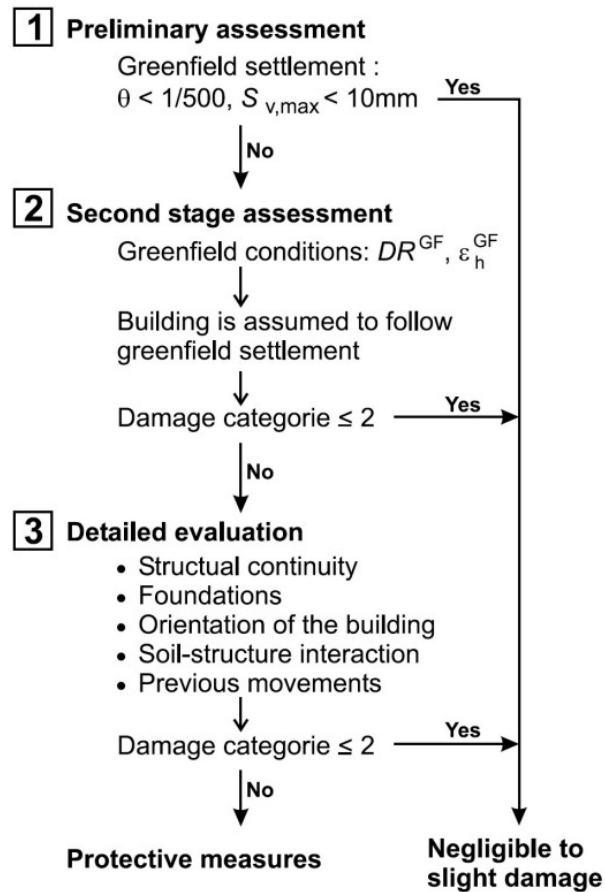 1 Preliminary assessment
Greenfield settlement :
θ < 1/500, S v,max < 10mm
Yes
No
2 Second stage assessment
Greenfield conditions: DR^GF, ε_h^GF
Building is assumed to follow
greenfield settlement
Damage categorie ≤ 2
Yes
No
3 Detailed evaluation
• Structual continuity
• Foundations
• Orientation of the building
• Soil-structure interaction
• Previous movements
Damage categorie ≤ 2
Yes
No
Protective measures
Negligible to
slight damage